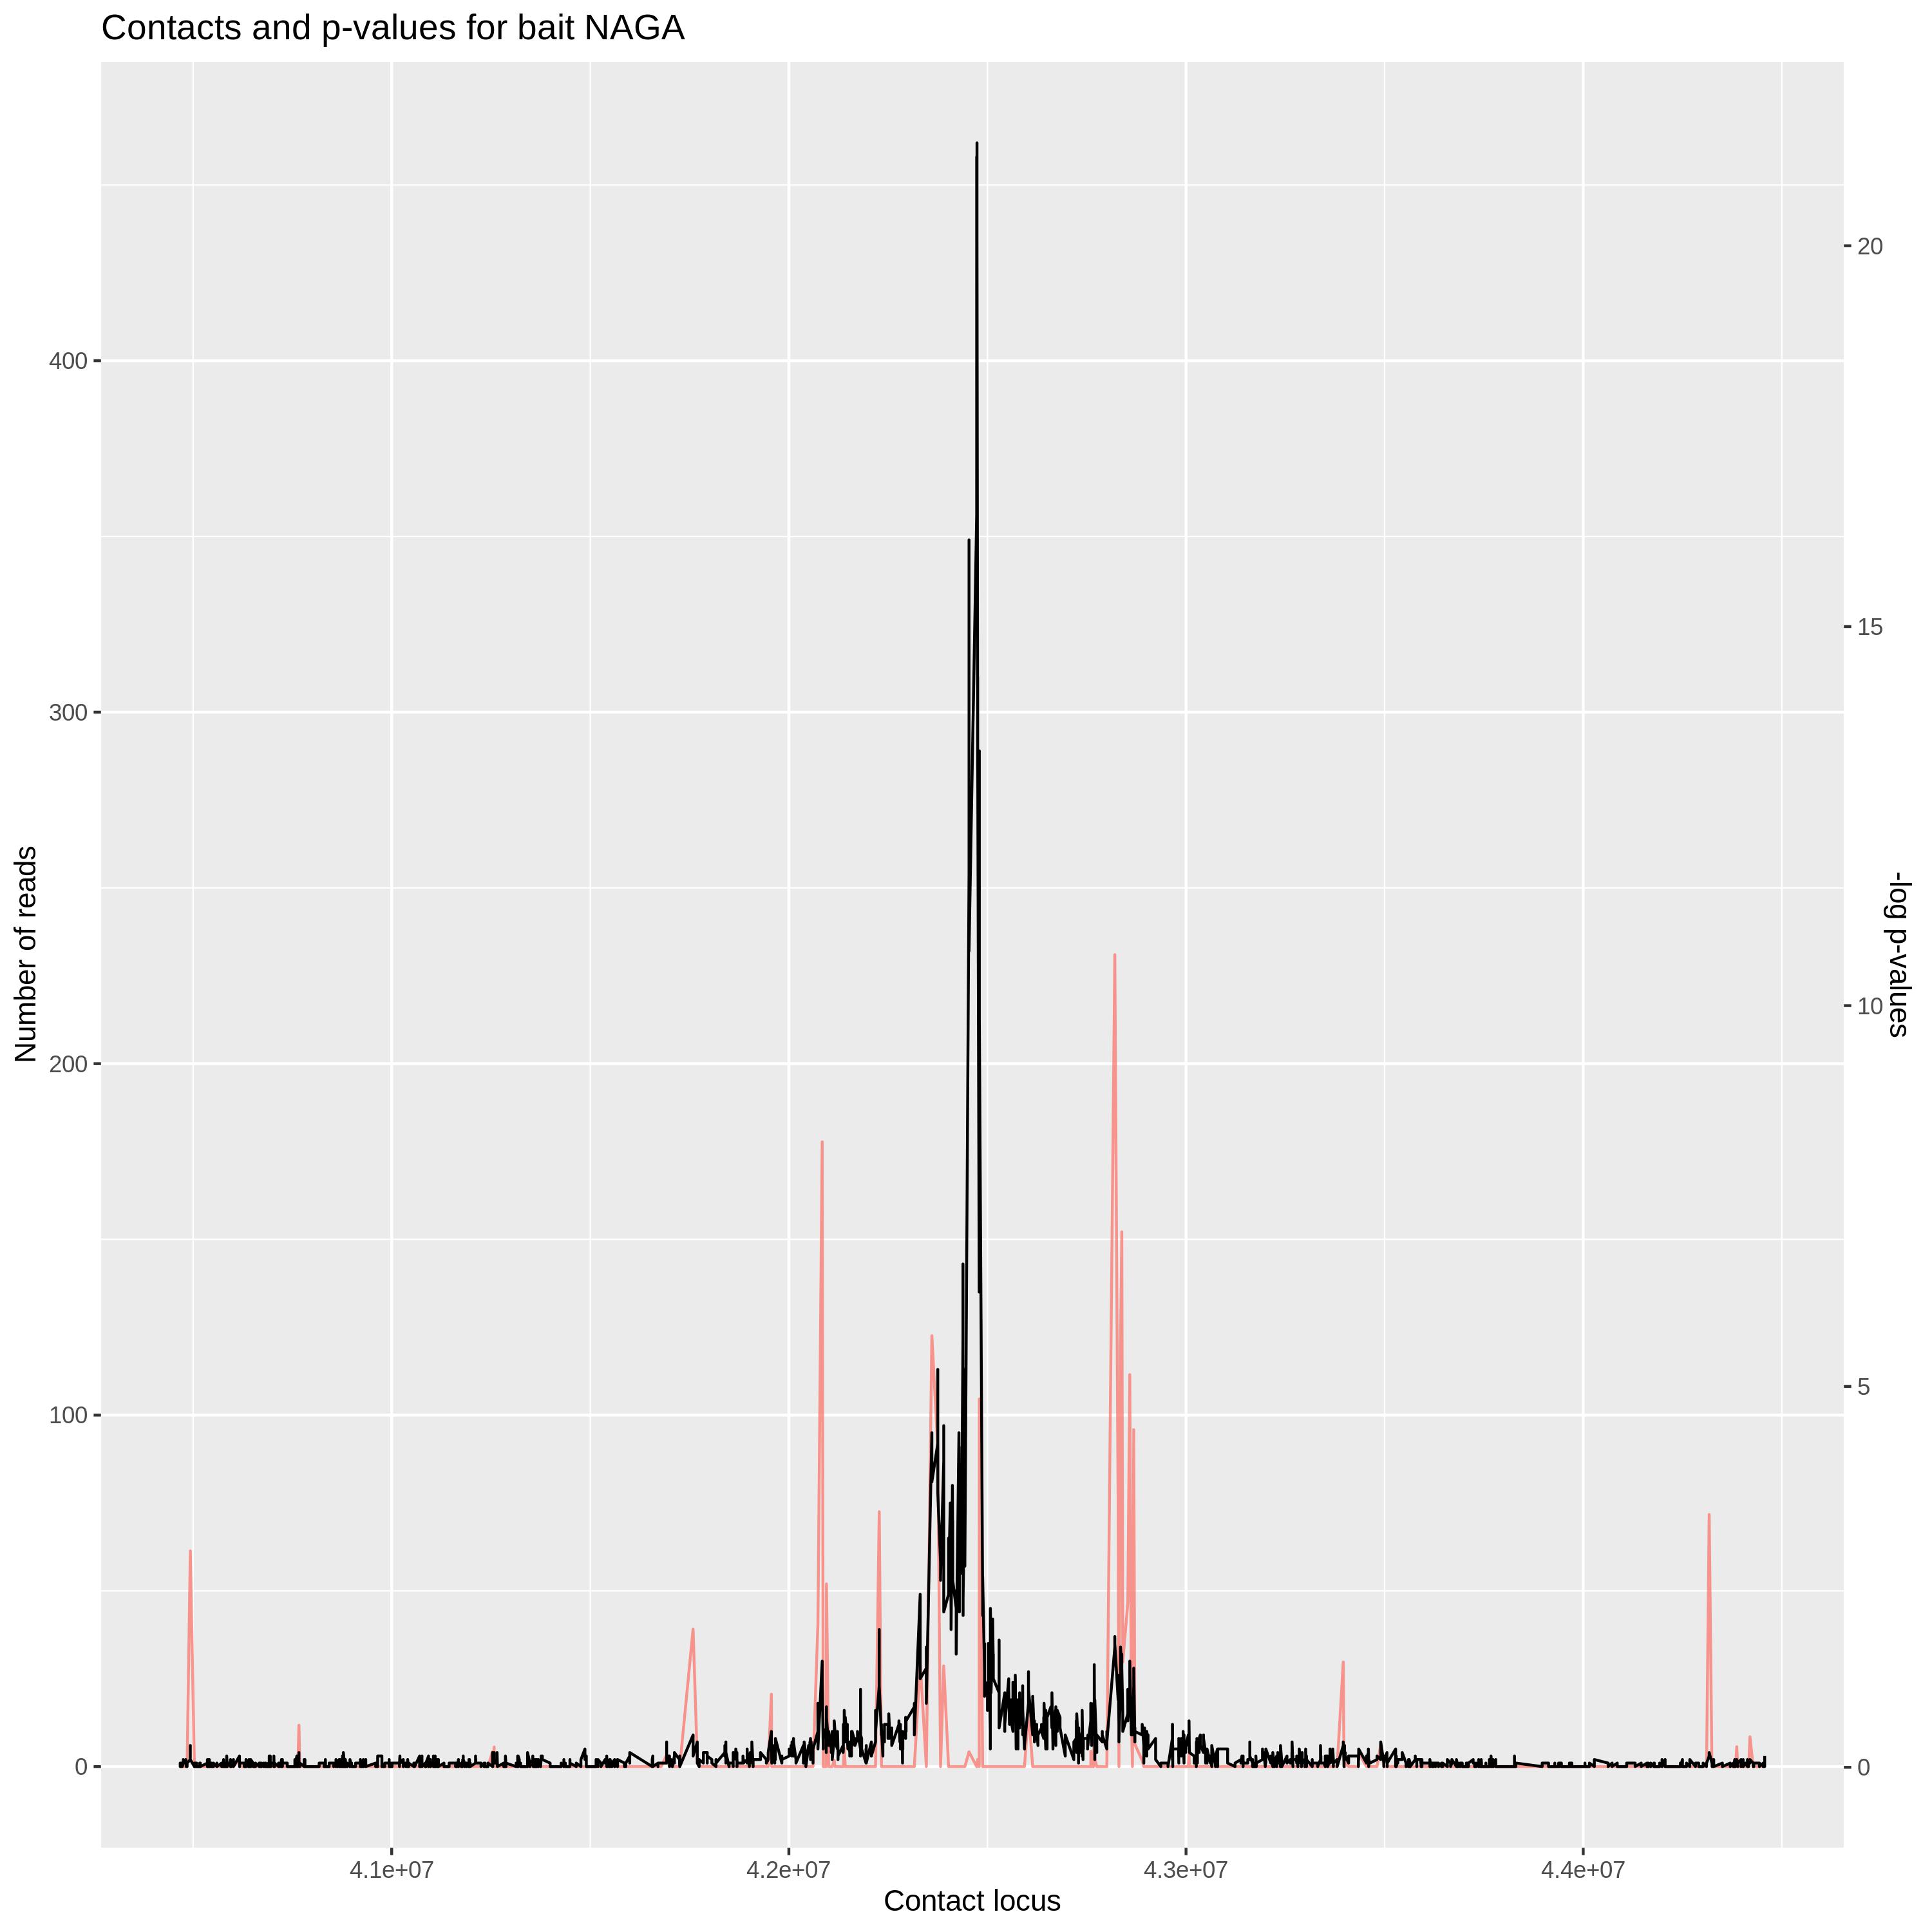 Contacts and p-values for bait NAGA
Number of reads
400
300
200
100
0
20
15
10
5
0
-log p-values
4.1e+07
4.2e+07
4.3e+07
4.4e+07
Contact locus